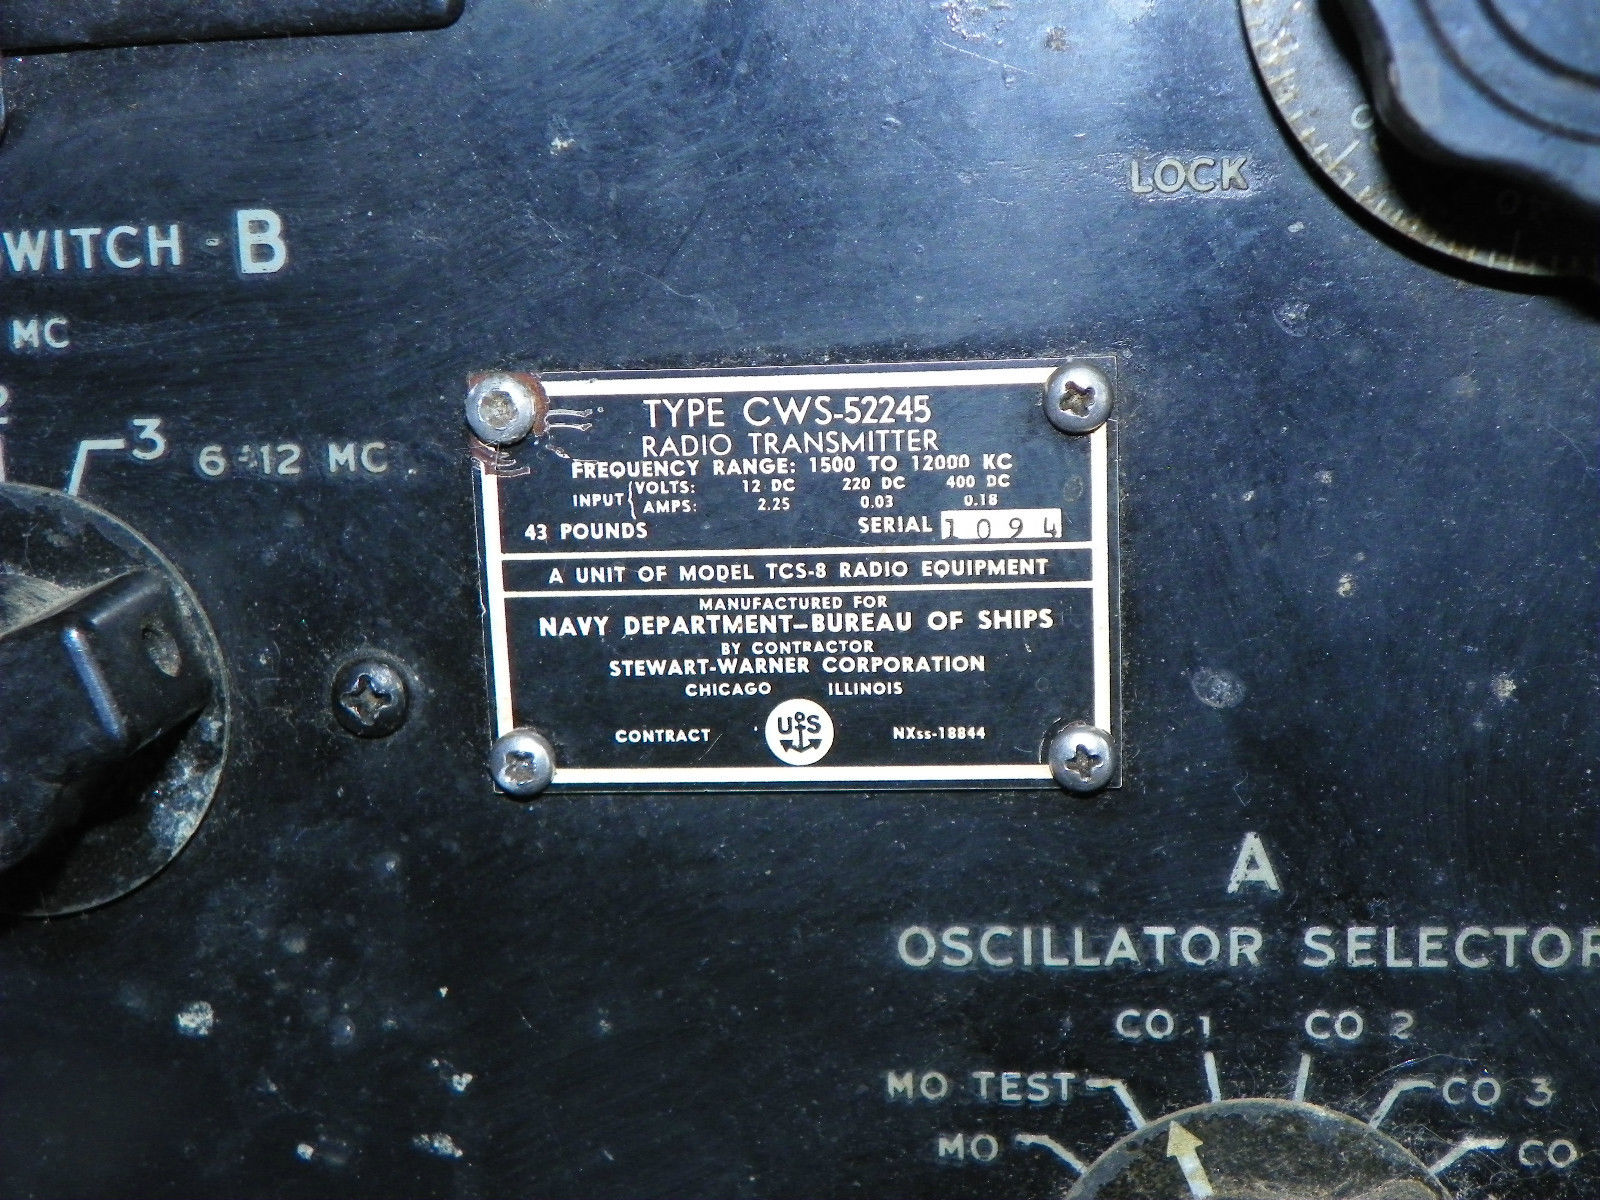 LOCK
WITCH - B
MC
2
3
6-12 MC
TYPE CWS-52245
RADIO TRANSMITTER
FREQUENCY RANGE: 1500 TO 12000 KC
INPUT { VOLTS: 12 DC 220 DC 400 DC
AMPS: 2.25 0.03 0.18
43 POUNDS SERIAL 1094
A UNIT OF MODEL TCS-8 RADIO EQUIPMENT
MANUFACTURED FOR
NAVY DEPARTMENT-BUREAU OF SHIPS
BY CONTRACTOR
STEWART-WARNER CORPORATION
CHICAGO ILLINOIS
CONTRACT US NXss-18844
A
OSCILLATOR SELECTOR
CO 1 CO 2
MO TEST CO 3
MO CO